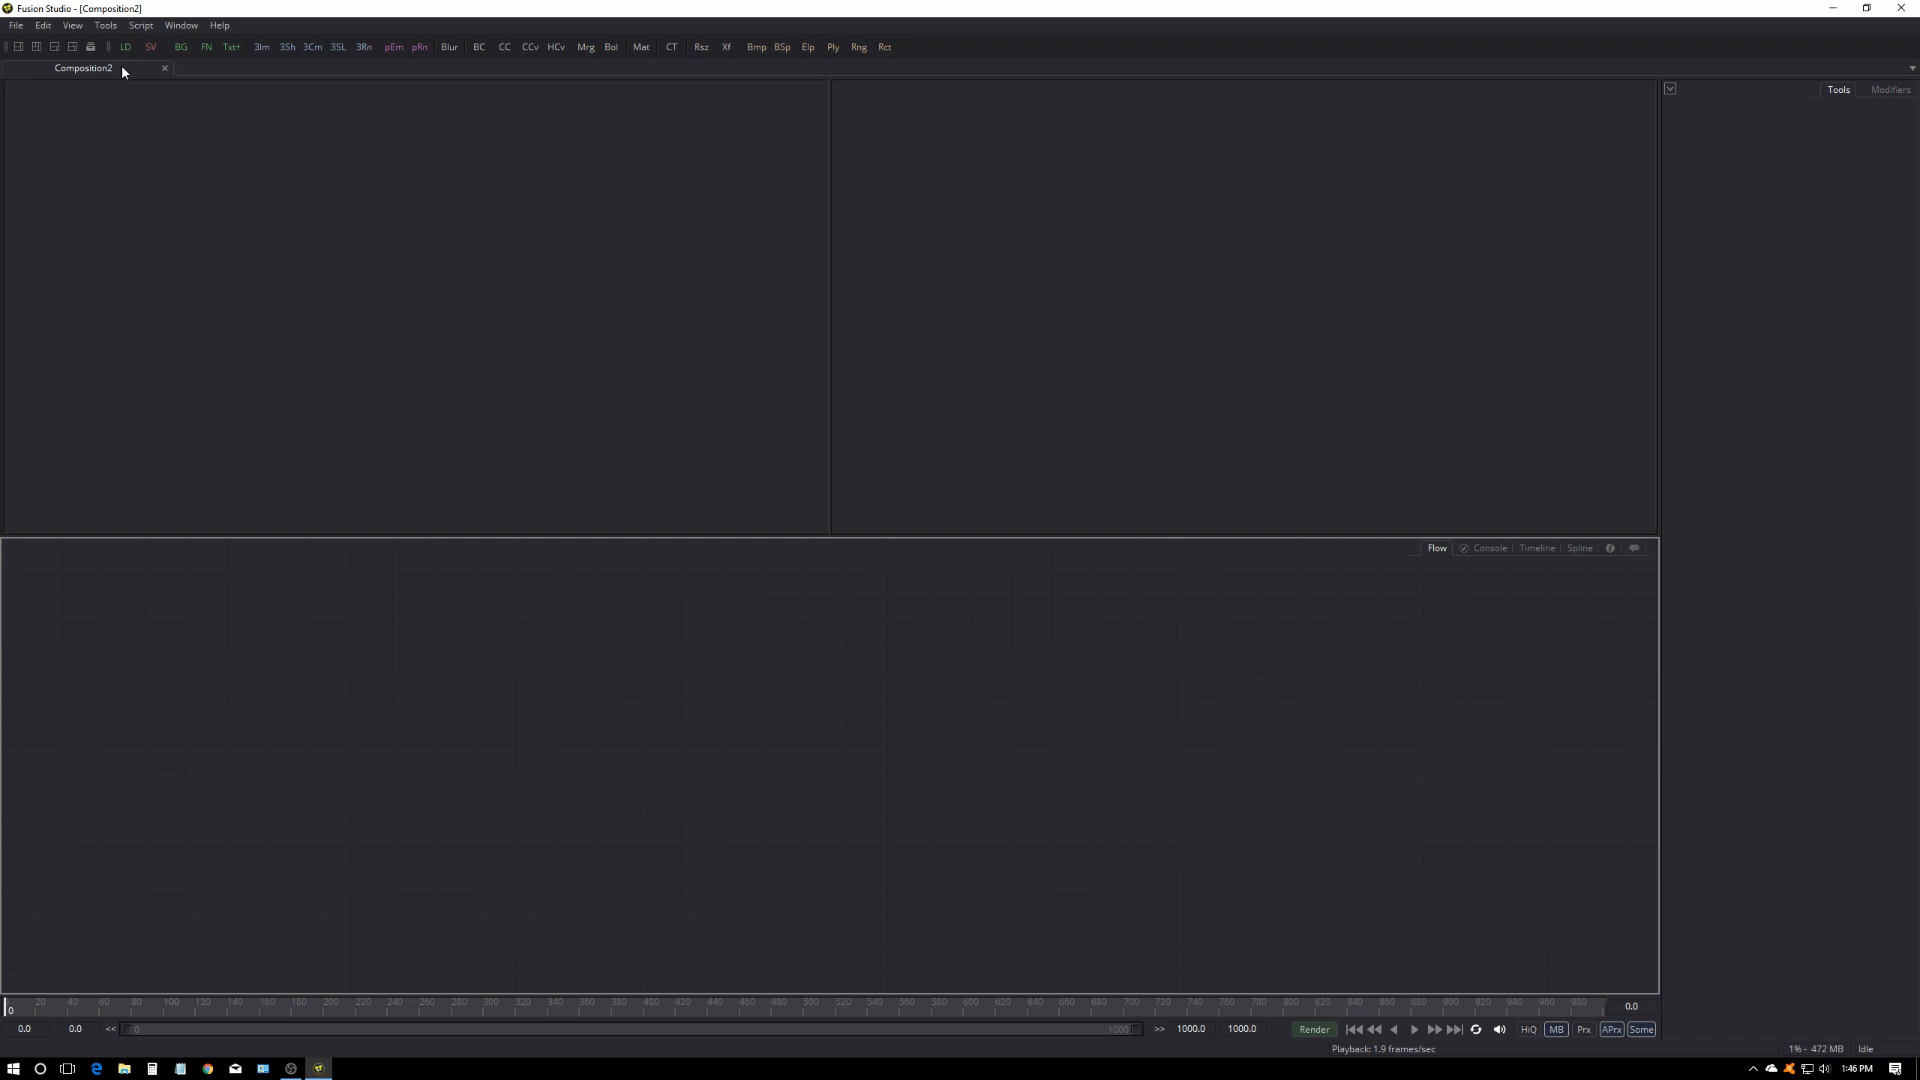 Fusion Studio - [Composition2]
File Edit View Tools Script Window Help
LD SV BG FN Txt+ 3Im 3Sh 3Cm 3SL 3Rn pEm pRn Blur BC CC CCv HCv Mrg Bol Mat CT Rsz Xf Bmp BSp Elp Ply Rng Rct
Composition2
Tools Modifiers
Flow Console Timeline Spline
0 20 40 60 80 100 120 140 160 180 200 220 240 260 280 300 320 340 360 380 400 420 440 460 480 500 520 540 560 580 600 620 640 660 680 700 720 740 760 780 800 820 840 860 880 900 920 940 960 980 0.0
0.0 0.0 << 0 1000 >> 1000.0 1000.0 Render HiQ MB Prx APrx Some
Playback: 1.9 frames/sec 1% - 472 MB Idle
1:46 PM